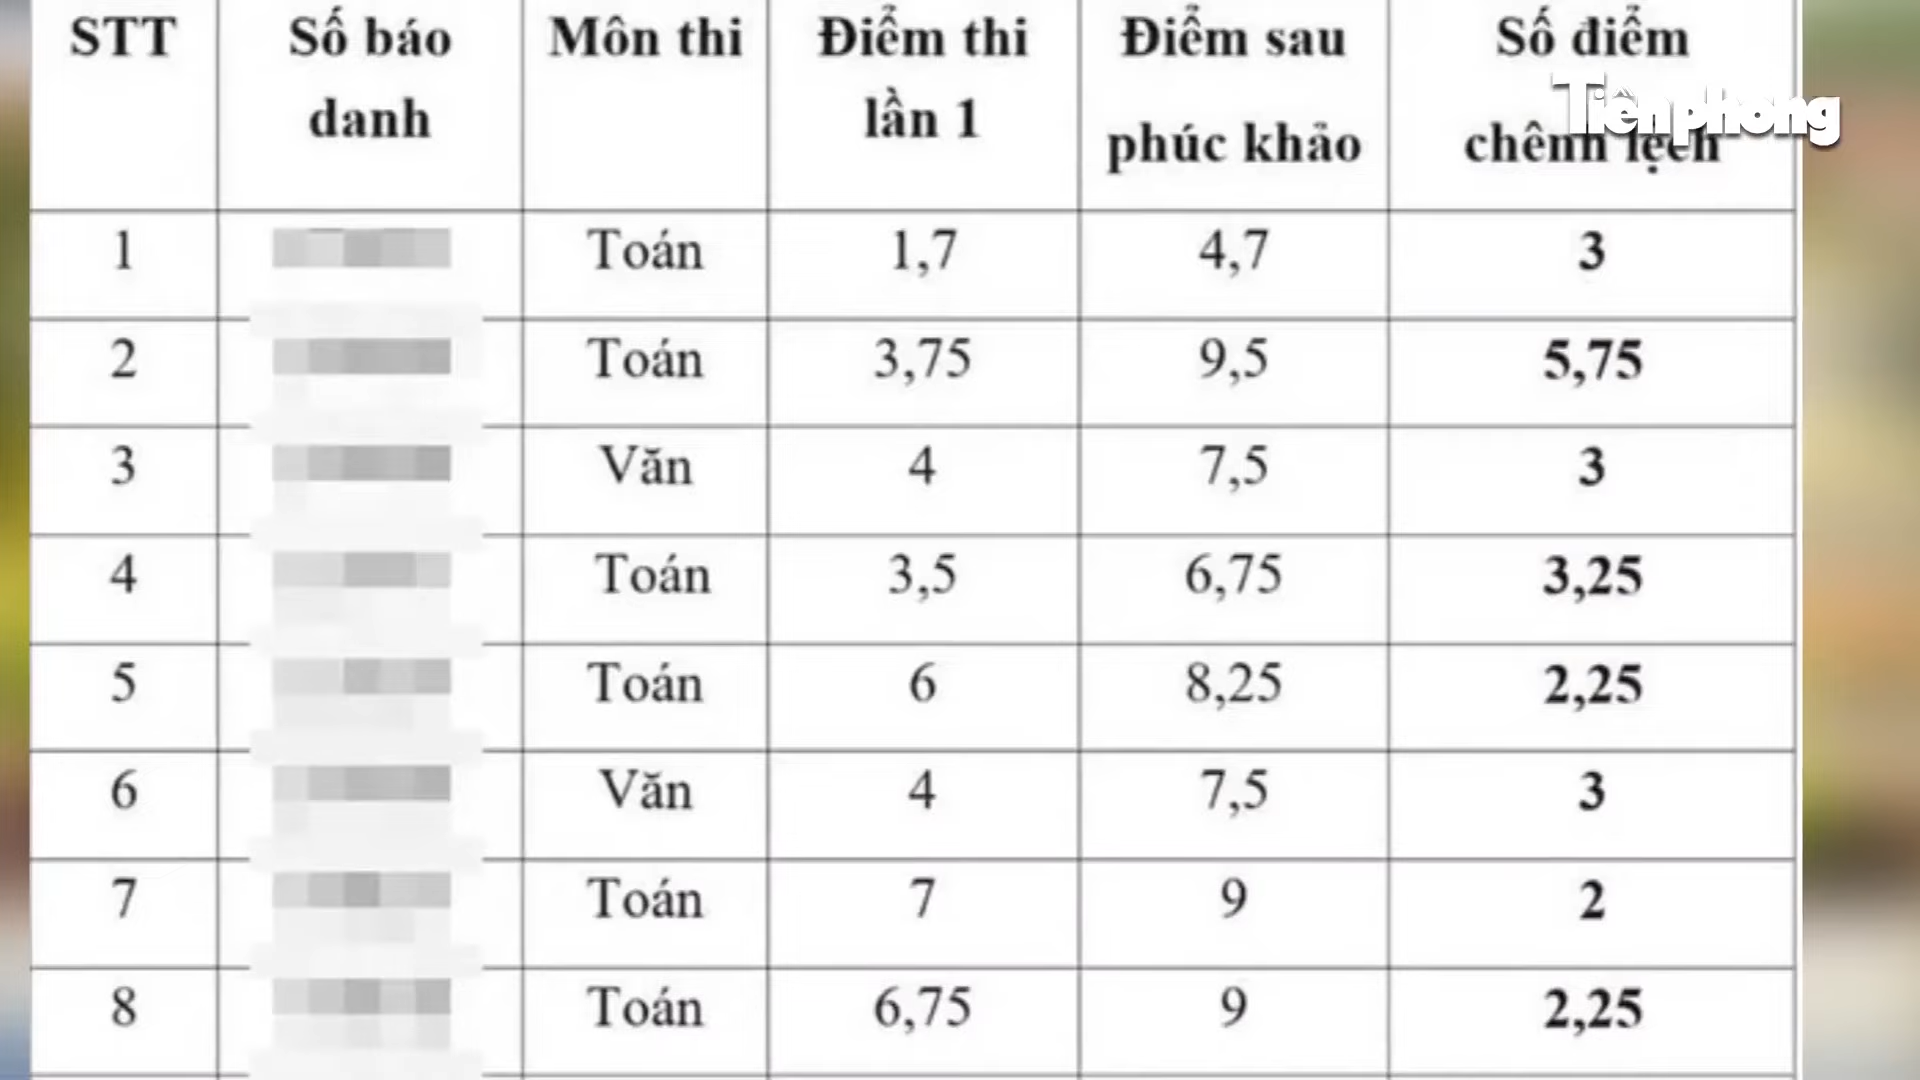 STT Số báo danh Môn thi Điểm thi lần 1 Điểm sau phúc khảo Số điểm chênh lệch
Tiền phong
1 Toán 1,7 4,7 3
2 Toán 3,75 9,5 5,75
3 Văn 4 7,5 3
4 Toán 3,5 6,75 3,25
5 Toán 6 8,25 2,25
6 Văn 4 7,5 3
7 Toán 7 9 2
8 Toán 6,75 9 2,25